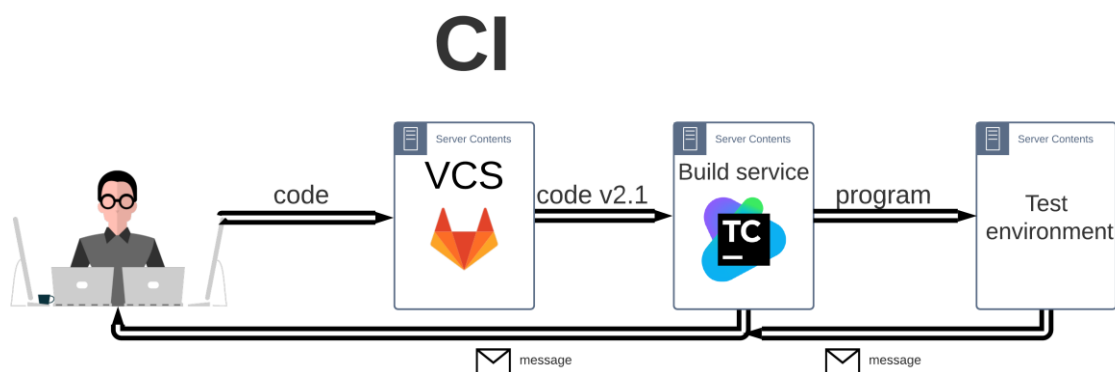 CI
Server Contents
VCS
Server Contents
Build service
TC
Server Contents
Test
environment
code
code v2.1
program
message
message